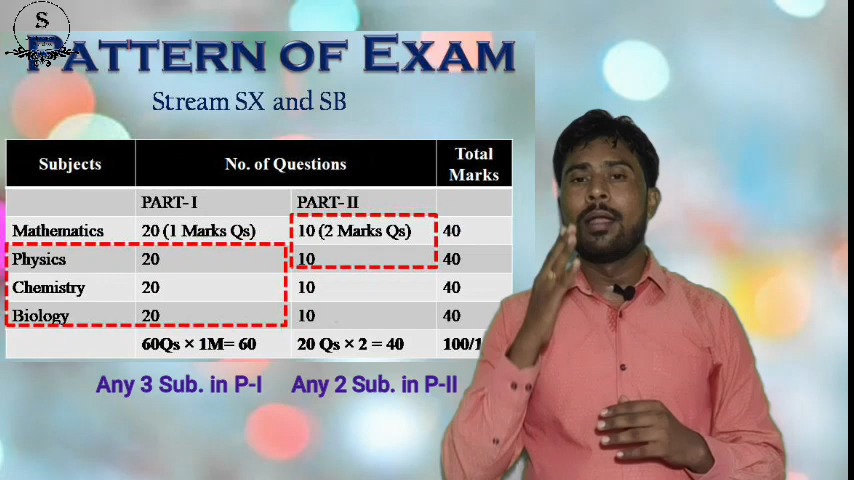 S
PATTERN OF EXAM
Stream SX and SB
Subjects No. of Questions Total Marks
PART- I PART- II
Mathematics 20 (1 Marks Qs) 10 (2 Marks Qs) 40
Physics 20 10 40
Chemistry 20 10 40
Biology 20 10 40
60Qs × 1M= 60 20 Qs × 2 = 40 100/1
Any 3 Sub. in P-I Any 2 Sub. in P-II